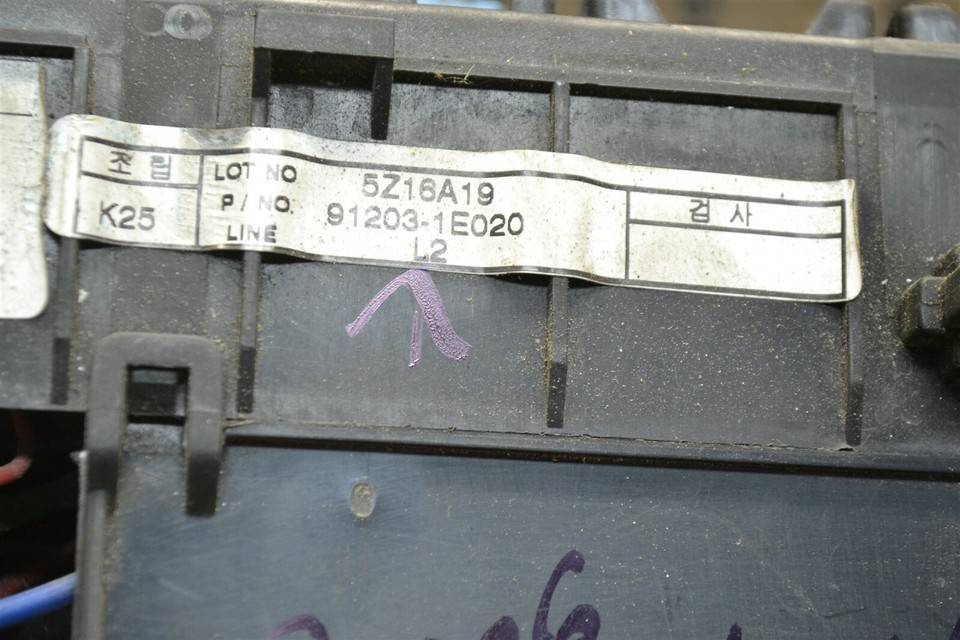 조 립
K25
LOT NO 5Z16A19
P / NO. 91203-1E020
LINE L2
검 사